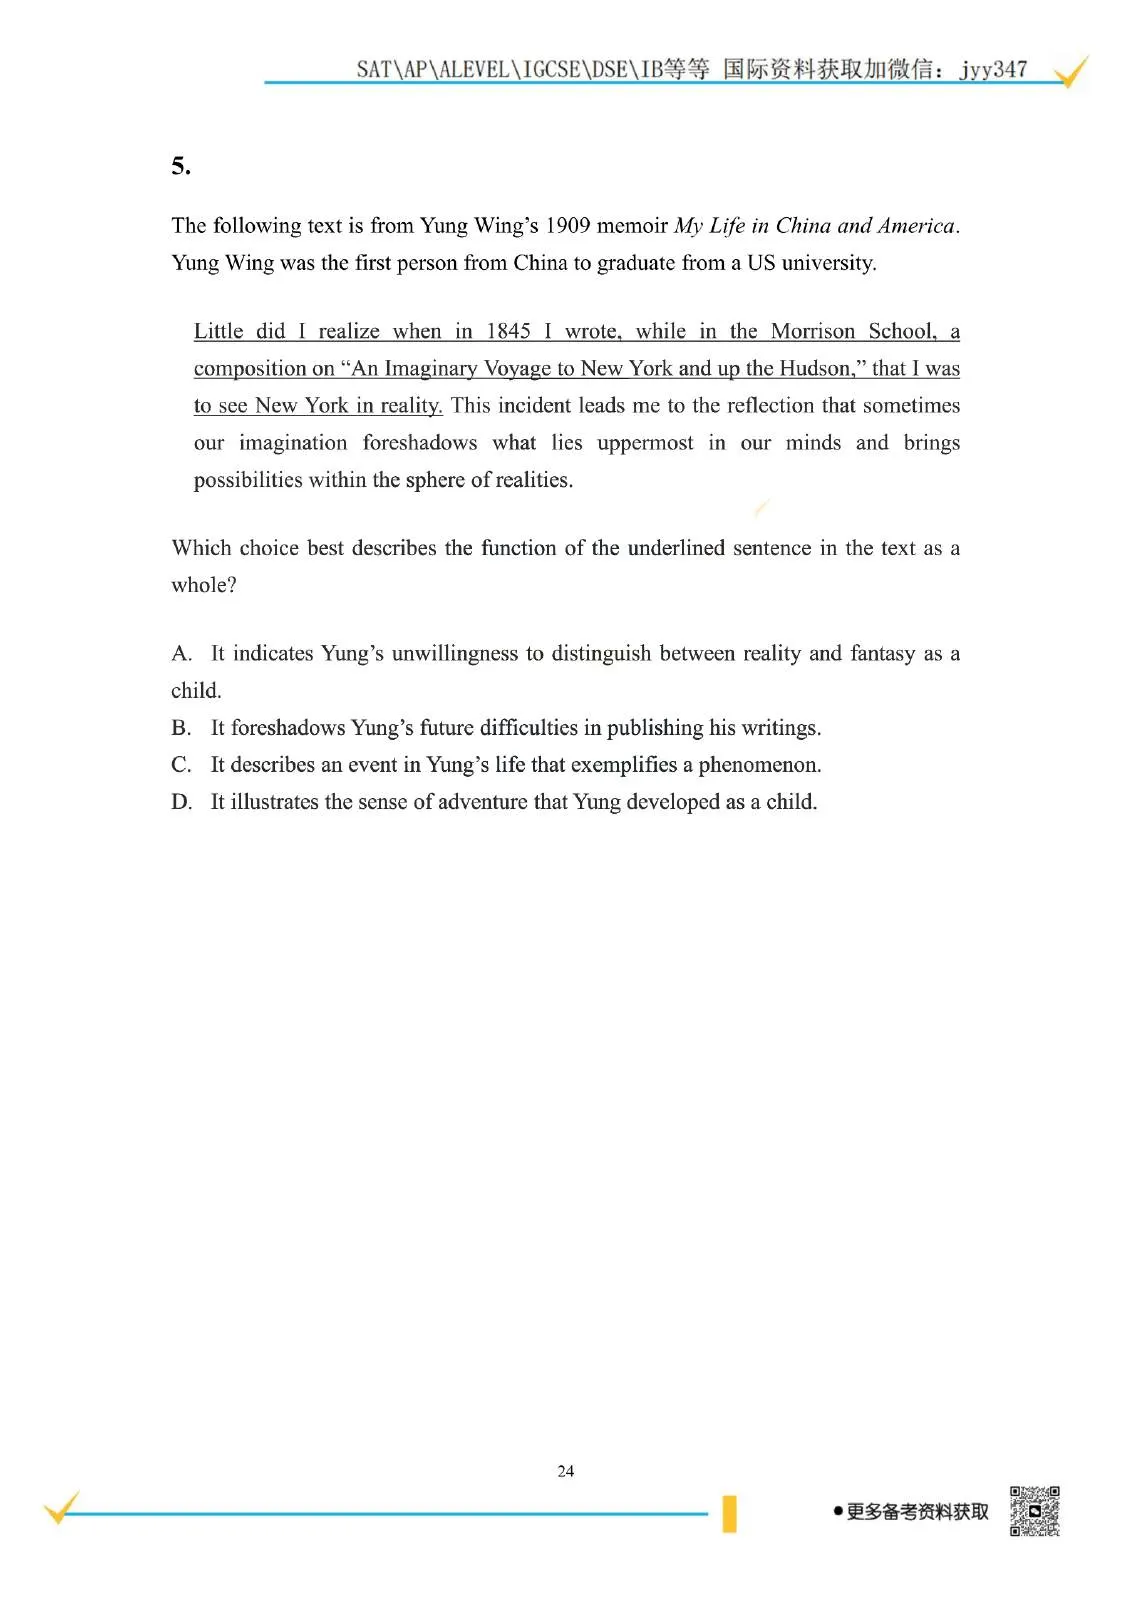 SAT\AP\ALEVEL\IGCSE\DSE\IB等等 国际资料获取加微信：jyy347
5.
The following text is from Yung Wing’s 1909 memoir My Life in China and America.
Yung Wing was the first person from China to graduate from a US university.
Little did I realize when in 1845 I wrote, while in the Morrison School, a
composition on “An Imaginary Voyage to New York and up the Hudson,” that I was
to see New York in reality. This incident leads me to the reflection that sometimes
our imagination foreshadows what lies uppermost in our minds and brings
possibilities within the sphere of realities.
Which choice best describes the function of the underlined sentence in the text as a
whole?
A. It indicates Yung’s unwillingness to distinguish between reality and fantasy as a
child.
B. It foreshadows Yung’s future difficulties in publishing his writings.
C. It describes an event in Yung’s life that exemplifies a phenomenon.
D. It illustrates the sense of adventure that Yung developed as a child.
24
●更多备考资料获取